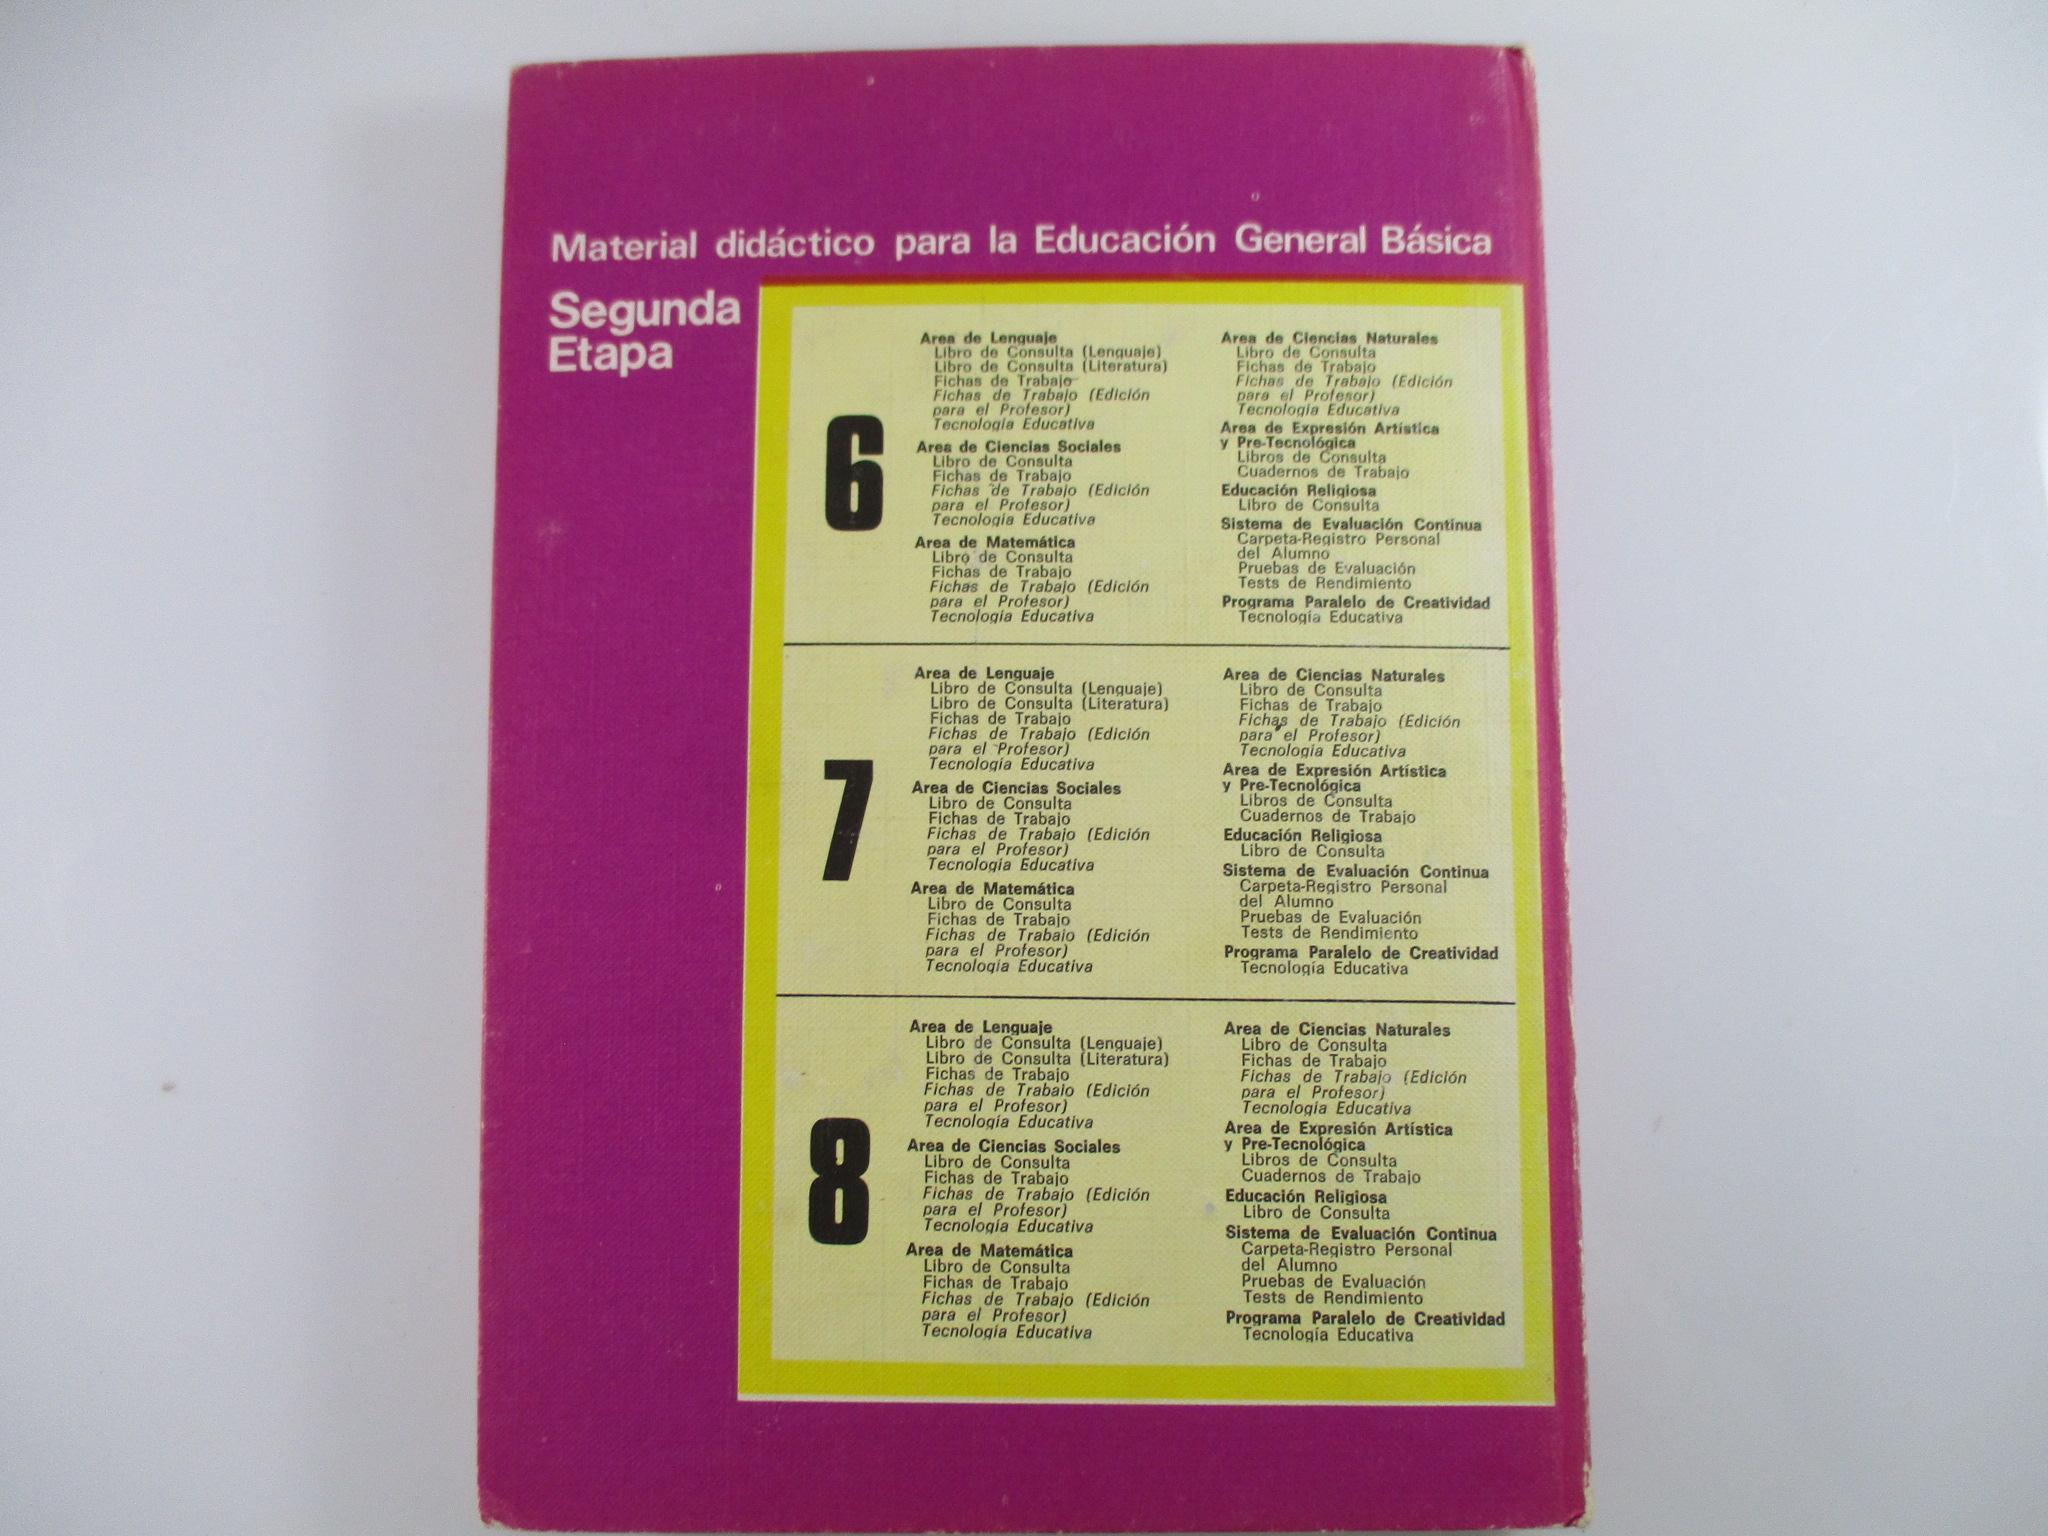 Material didáctico para la Educación General Básica
Segunda
Etapa
6
Area de Lenguaje
Libro de Consulta (Lenguaje)
Libro de Consulta (Literatura)
Fichas de Trabajo
Fichas de Trabajo (Edición
para el Profesor)
Tecnología Educativa
Area de Ciencias Sociales
Libro de Consulta
Fichas de Trabajo
Fichas de Trabajo (Edición
para el Profesor)
Tecnología Educativa
Area de Matemática
Libro de Consulta
Fichas de Trabajo
Fichas de Trabajo (Edición
para el Profesor)
Tecnología Educativa
Area de Ciencias Naturales
Libro de Consulta
Fichas de Trabajo
Fichas de Trabajo (Edición
para el Profesor)
Tecnología Educativa
Area de Expresión Artística
y Pre-Tecnológica
Libros de Consulta
Cuadernos de Trabajo
Educación Religiosa
Libro de Consulta
Sistema de Evaluación Continua
Carpeta-Registro Personal
del Alumno
Pruebas de Evaluación
Tests de Rendimiento
Programa Paralelo de Creatividad
Tecnología Educativa
7
Area de Lenguaje
Libro de Consulta (Lenguaje)
Libro de Consulta (Literatura)
Fichas de Trabajo
Fichas de Trabajo (Edición
para el Profesor)
Tecnología Educativa
Area de Ciencias Sociales
Libro de Consulta
Fichas de Trabajo
Fichas de Trabajo (Edición
para el Profesor)
Tecnología Educativa
Area de Matemática
Libro de Consulta
Fichas de Trabajo
Fichas de Trabajo (Edición
para el Profesor)
Tecnología Educativa
Area de Ciencias Naturales
Libro de Consulta
Fichas de Trabajo
Fichas de Trabajo (Edición
para el Profesor)
Tecnología Educativa
Area de Expresión Artística
y Pre-Tecnológica
Libros de Consulta
Cuadernos de Trabajo
Educación Religiosa
Libro de Consulta
Sistema de Evaluación Continua
Carpeta-Registro Personal
del Alumno
Pruebas de Evaluación
Tests de Rendimiento
Programa Paralelo de Creatividad
Tecnología Educativa
8
Area de Lenguaje
Libro de Consulta (Lenguaje)
Libro de Consulta (Literatura)
Fichas de Trabajo
Fichas de Trabajo (Edición
para el Profesor)
Tecnología Educativa
Area de Ciencias Sociales
Libro de Consulta
Fichas de Trabajo
Fichas de Trabajo (Edición
para el Profesor)
Tecnología Educativa
Area de Matemática
Libro de Consulta
Fichas de Trabajo
Fichas de Trabajo (Edición
para el Profesor)
Tecnología Educativa
Area de Ciencias Naturales
Libro de Consulta
Fichas de Trabajo
Fichas de Trabajo (Edición
para el Profesor)
Tecnología Educativa
Area de Expresión Artística
y Pre-Tecnológica
Libros de Consulta
Cuadernos de Trabajo
Educación Religiosa
Libro de Consulta
Sistema de Evaluación Continua
Carpeta-Registro Personal
del Alumno
Pruebas de Evaluación
Tests de Rendimiento
Programa Paralelo de Creatividad
Tecnología Educativa